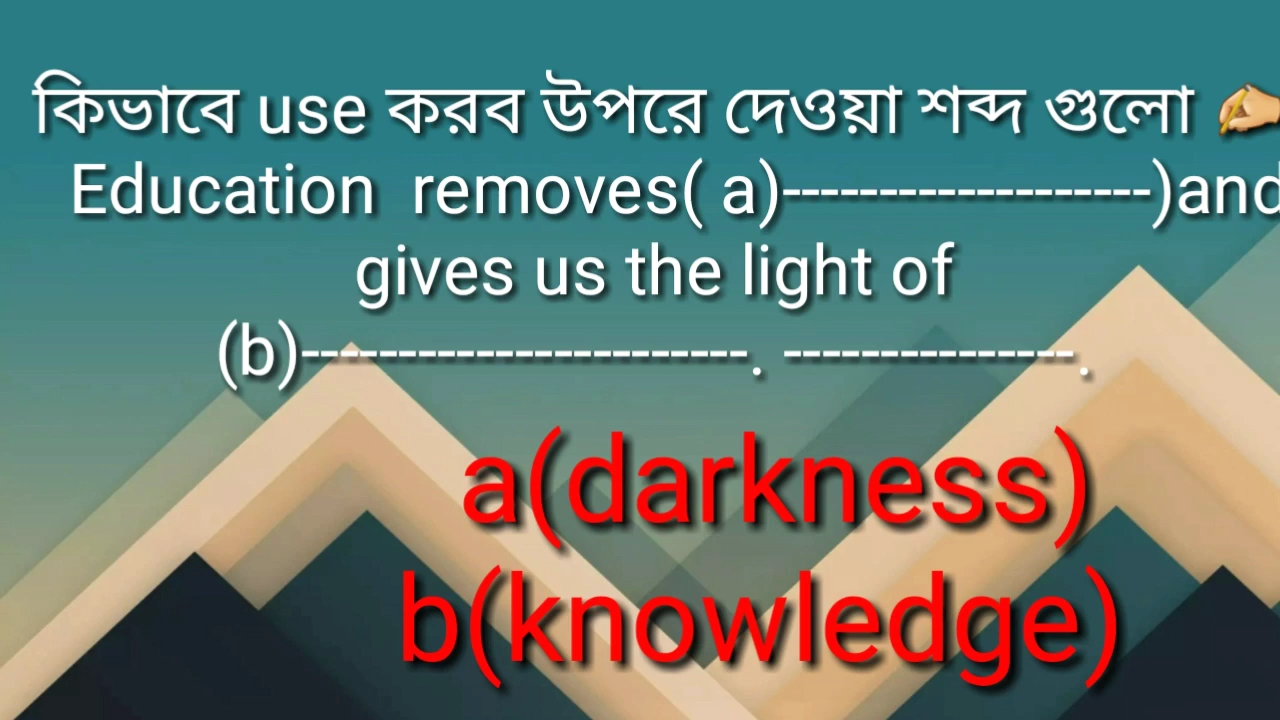 কিভাবে use করব উপরে দেওয়া শব্দ গুলো ✍
Education removes( a)-------------------)and
gives us the light of
(b)-----------------------. ---------------.
a(darkness)
b(knowledge)